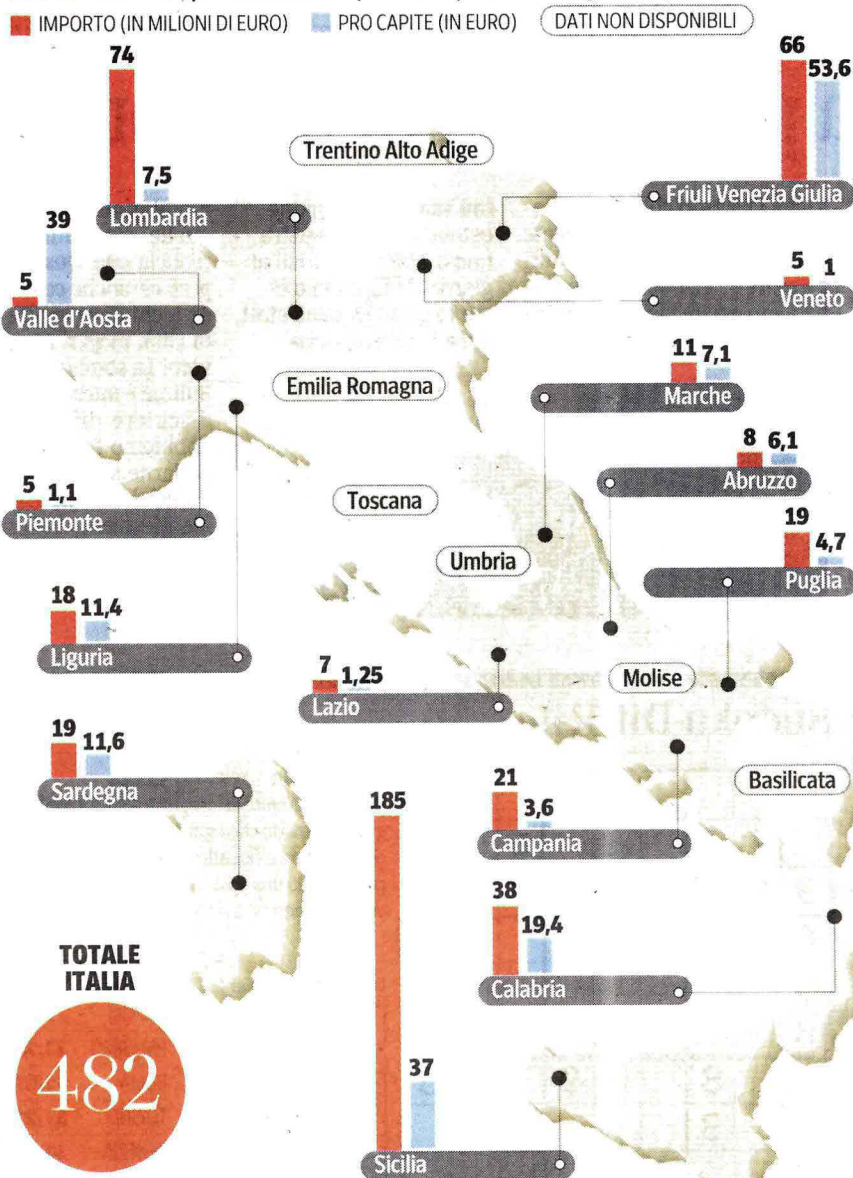 IMPORTO (IN MILIONI DI EURO) PRO CAPITE (IN EURO) DATI NON DISPONIBILI
74
7,5
Lombardia
66
53,6
Friuli Venezia Giulia
Trentino Alto Adige
39
5
Valle d'Aosta
5
1
Veneto
Emilia Romagna
11
7,1
Marche
8
6,1
Abruzzo
5
1,1
Piemonte
Toscana
Umbria
19
4,7
Puglia
18
11,4
Liguria
7
1,25
Lazio
Molise
19
11,6
Sardegna
Basilicata
185
37
Sicilia
21
3,6
Campania
38
19,4
Calabria
TOTALE
ITALIA
482